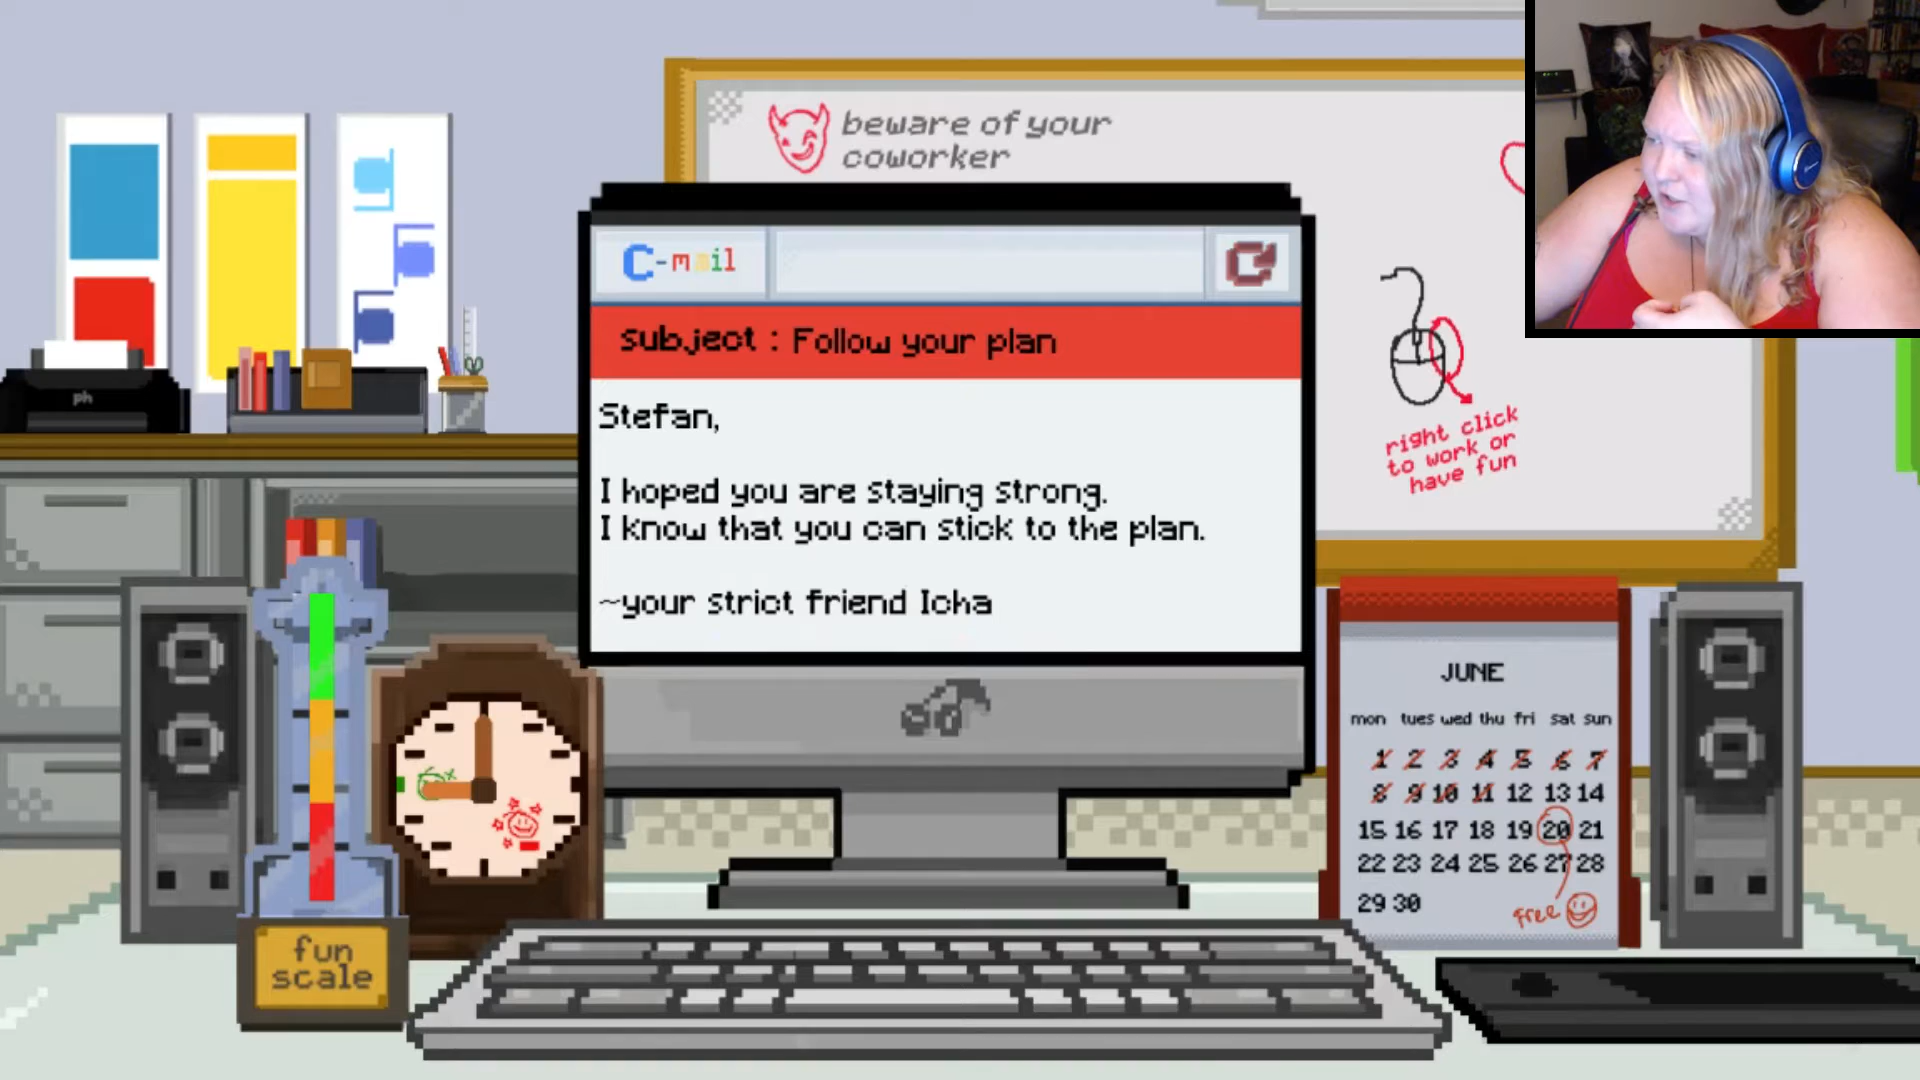 beware of your
coworker
C-mail
subject : Follow your plan
Stefan,
I hoped you are staying strong.
I know that you can stick to the plan.
~your strict friend Icha
right click
to work or
have fun
ph
JUNE
mon tues wed thu fri sat sun
1 2 3 4 5 6 7
8 9 10 11 12 13 14
15 16 17 18 19 20 21
22 23 24 25 26 27 28
29 30
free
fun
scale